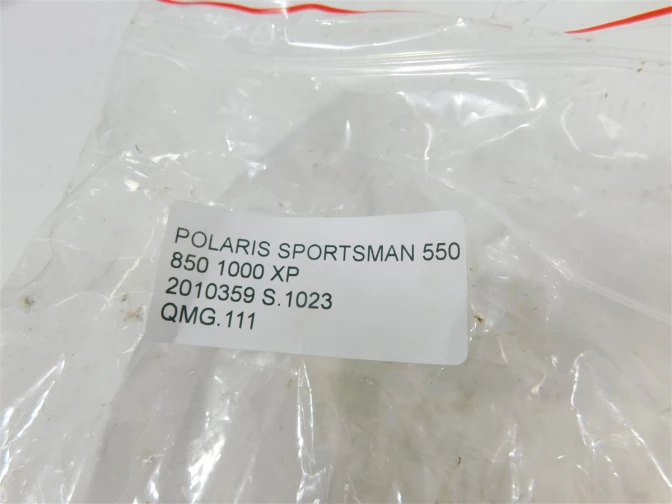 POLARIS SPORTSMAN 550
850 1000 XP
2010359 S.1023
QMG.111